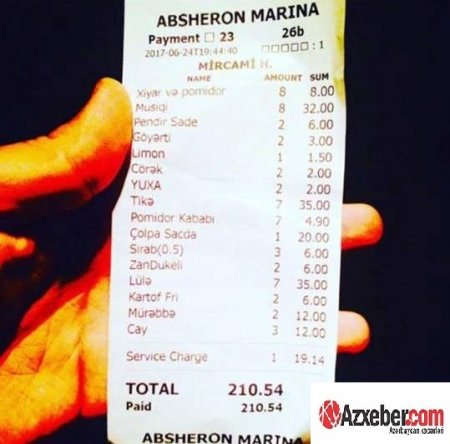 ABSHERON MARINA
Payment □ 23 26b
2017-06-24T19:44:40 □□□□□ : 1
MİRCAMİ H.
NAME AMOUNT SUM
Xiyar və pomidor 8 8.00
Musiqi 8 32.00
Pendir Sade 2 6.00
Göyərti 2 3.00
Limon 1 1.50
Çörək 2 2.00
YUXA 2 2.00
Tikə 7 35.00
Pomidor Kababı 7 4.90
Çolpa Sacda 1 20.00
Sirab(0.5) 3 6.00
ZanDukeli 2 6.00
Lülə 7 35.00
Kartof Fri 2 6.00
Mürəbbə 2 12.00
Cay 3 12.00
Service Charge 1 19.14
TOTAL 210.54
Paid 210.54
ABSHERON MARINA
Azxeber.com